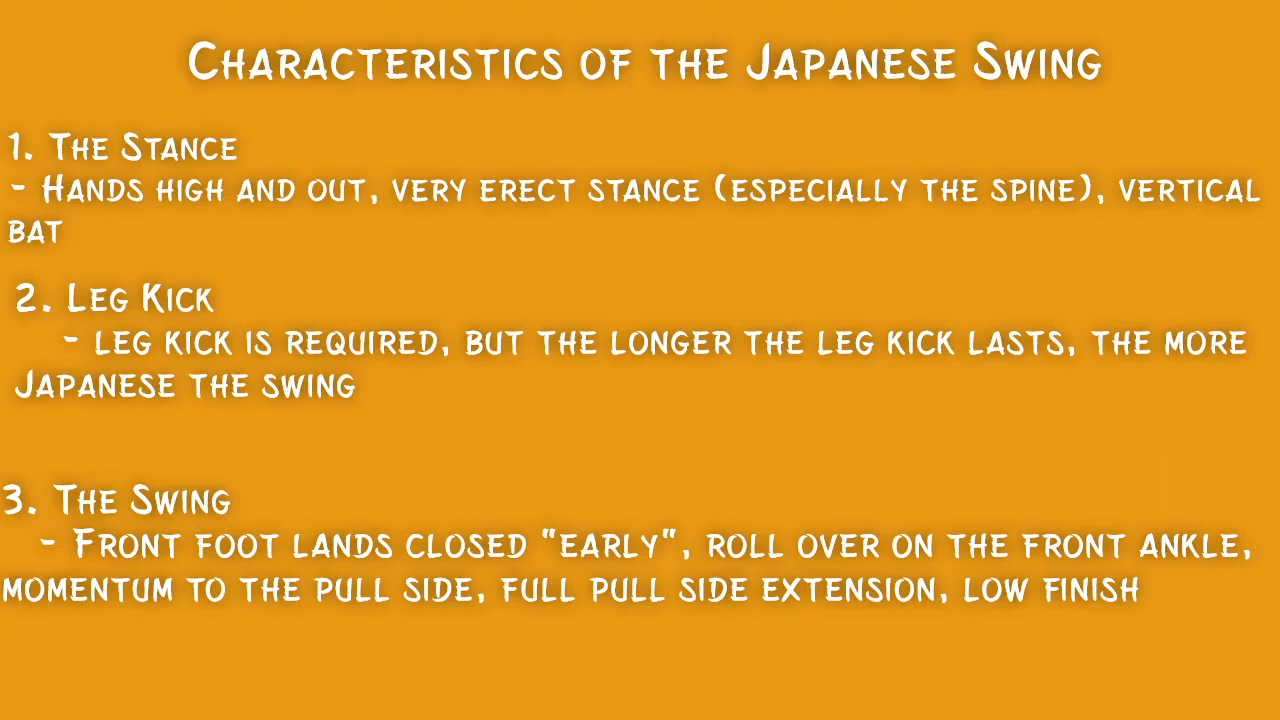 Characteristics of the Japanese Swing
1. The Stance
- Hands high and out, very erect stance (especially the spine), vertical
bat
2. Leg Kick
- leg kick is required, but the longer the leg kick lasts, the more
Japanese the swing
3. The Swing
- Front foot lands closed "early", roll over on the front ankle,
momentum to the pull side, full pull side extension, low finish